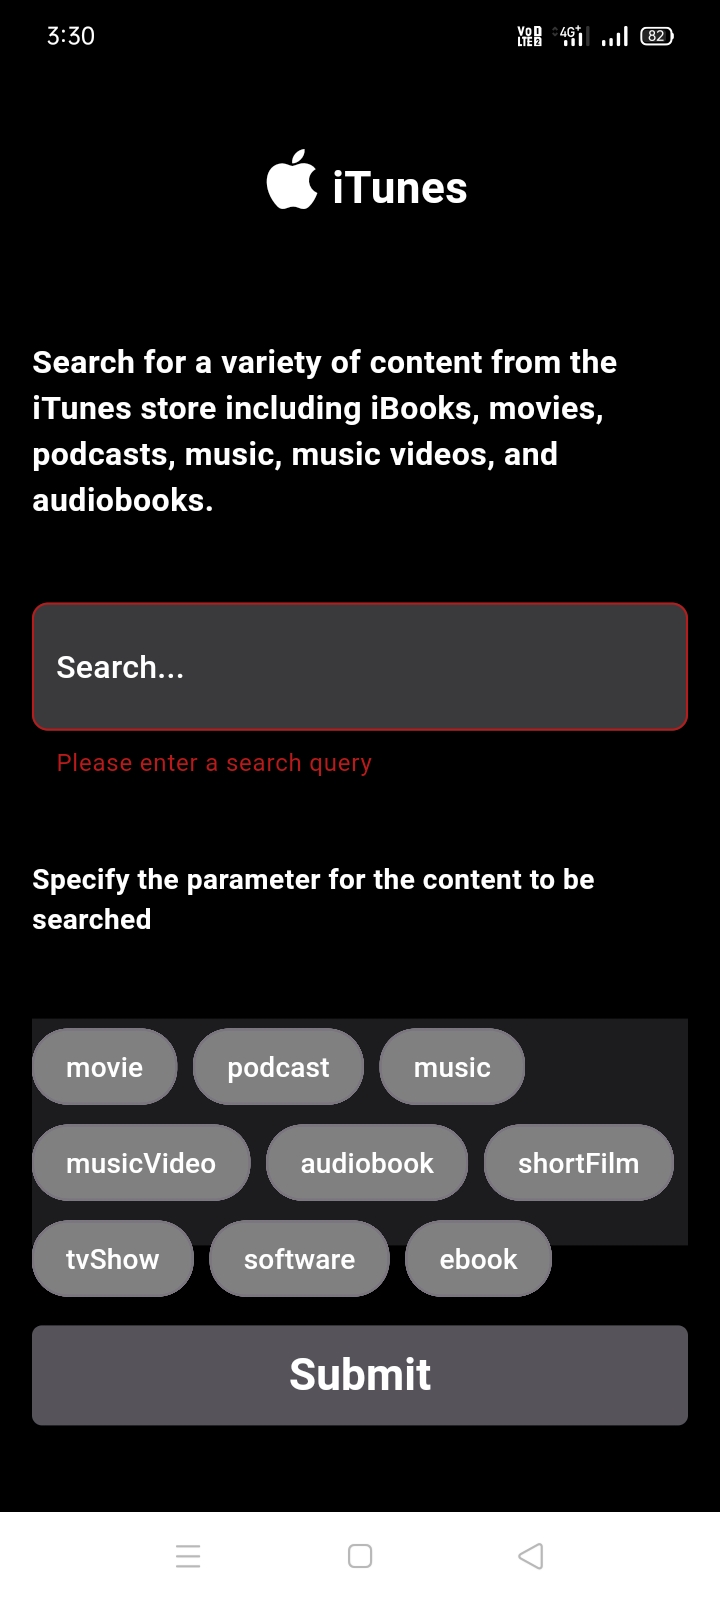 3:30 VoD LTE2 4G+ 82
iTunes
Search for a variety of content from the
iTunes store including iBooks, movies,
podcasts, music, music videos, and
audiobooks.
Search...
Please enter a search query
Specify the parameter for the content to be
searched
movie podcast music
musicVideo audiobook shortFilm
tvShow software ebook
Submit